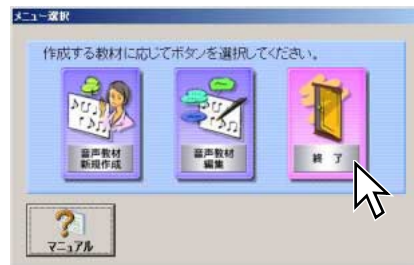 メニュー選択
作成する教材に応じてボタンを選択してください。
音声教材
新規作成
音声教材
編集
終 了
マニュアル